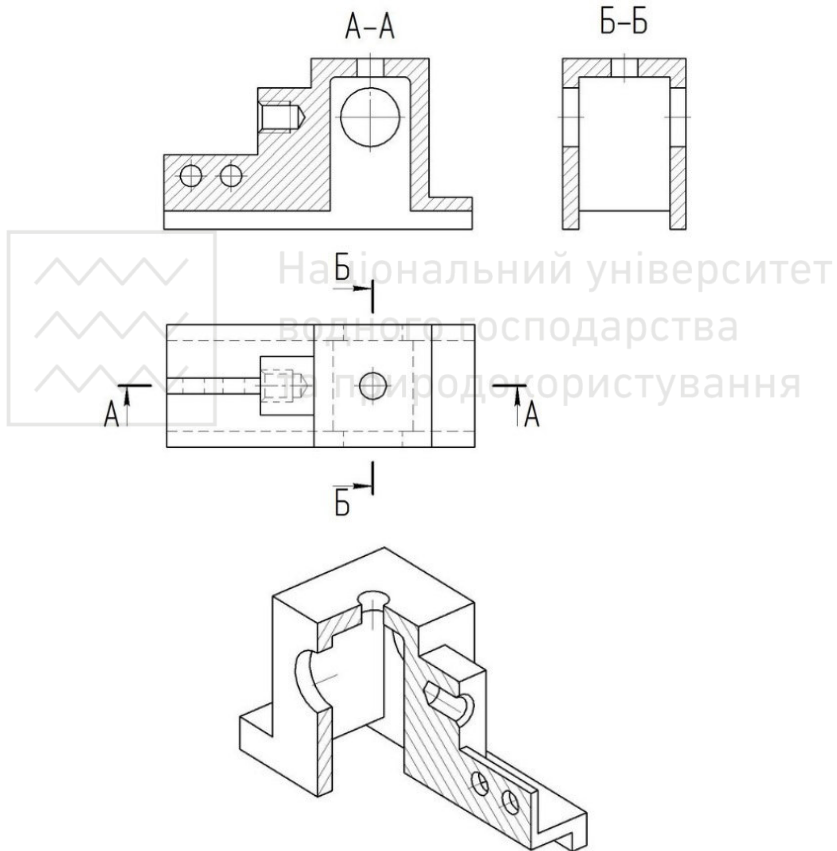 А–А
Б–Б
Національний університет
Б
водного господарства
та природокористування
А
А
Б